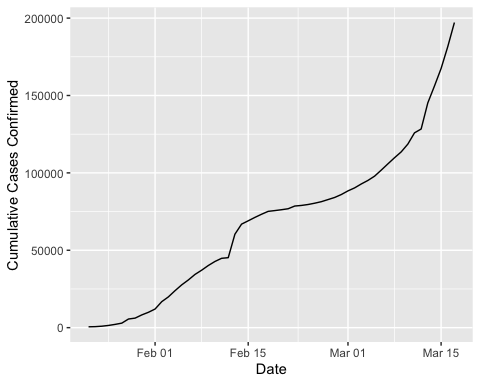 200000
150000
100000
50000
0
Cumulative Cases Confirmed
Feb 01 Feb 15 Mar 01 Mar 15
Date